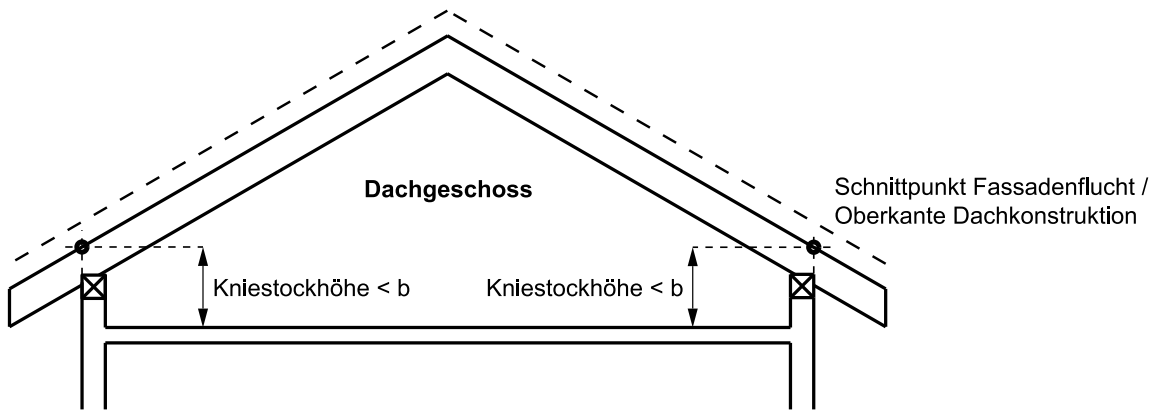 Dachgeschoss
Schnittpunkt Fassadenflucht /
Oberkante Dachkonstruktion
Kniestockhöhe < b
Kniestockhöhe < b